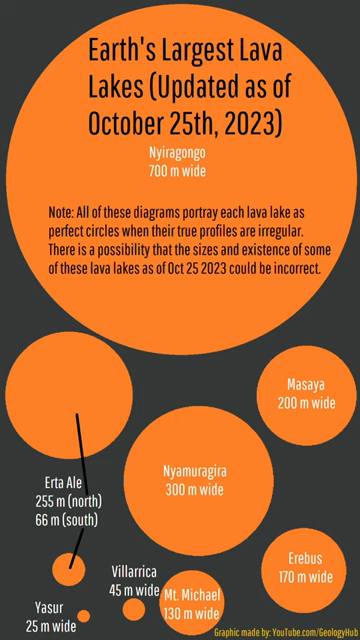 Earth's Largest Lava
Lakes (Updated as of
October 25th, 2023)
Nyiragongo
700 m wide
Note: All of these diagrams portray each lava lake as
perfect circles when their true profiles are irregular.
There is a possibility that the sizes and existence of some
of these lava lakes as of Oct 25 2023 could be incorrect.
Masaya
200 m wide
Nyamuragira
300 m wide
Erta Ale
255 m (north)
66 m (south)
Erebus
170 m wide
Villarrica
45 m wide
Mt. Michael
130 m wide
Yasur
25 m wide
Graphic made by: YouTube.com/GeologyHub